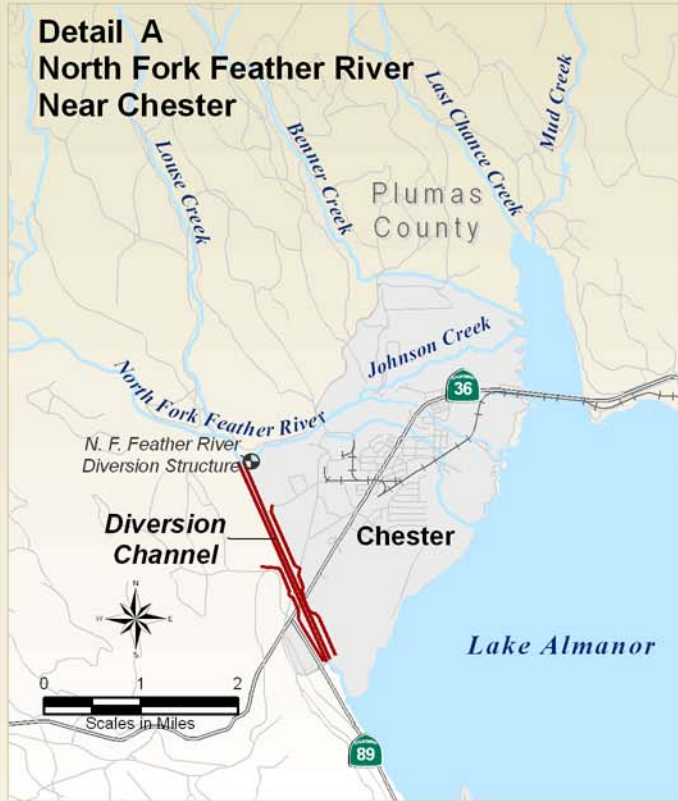 Detail A
North Fork Feather River
Near Chester
Louse Creek
Benner Creek
Last Chance Creek
Mud Creek
Plumas
County
Johnson Creek
36
North Fork Feather River
N. F. Feather River
Diversion Structure
Diversion
Channel
Chester
N
W
E
S
Lake Almanor
0
1
2
Scales in Miles
89